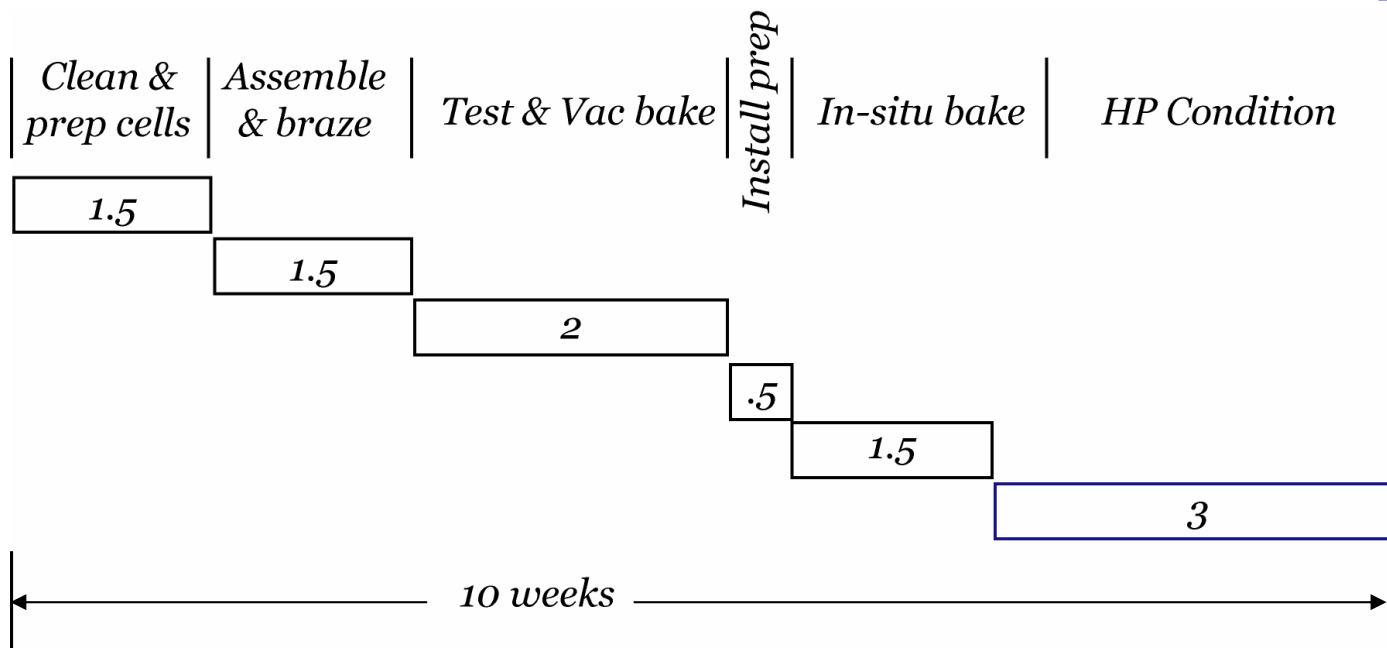 Clean &
prep cells
Assemble
& braze
Test & Vac bake
Install prep
In-situ bake
HP Condition
1.5
1.5
2
.5
1.5
3
10 weeks